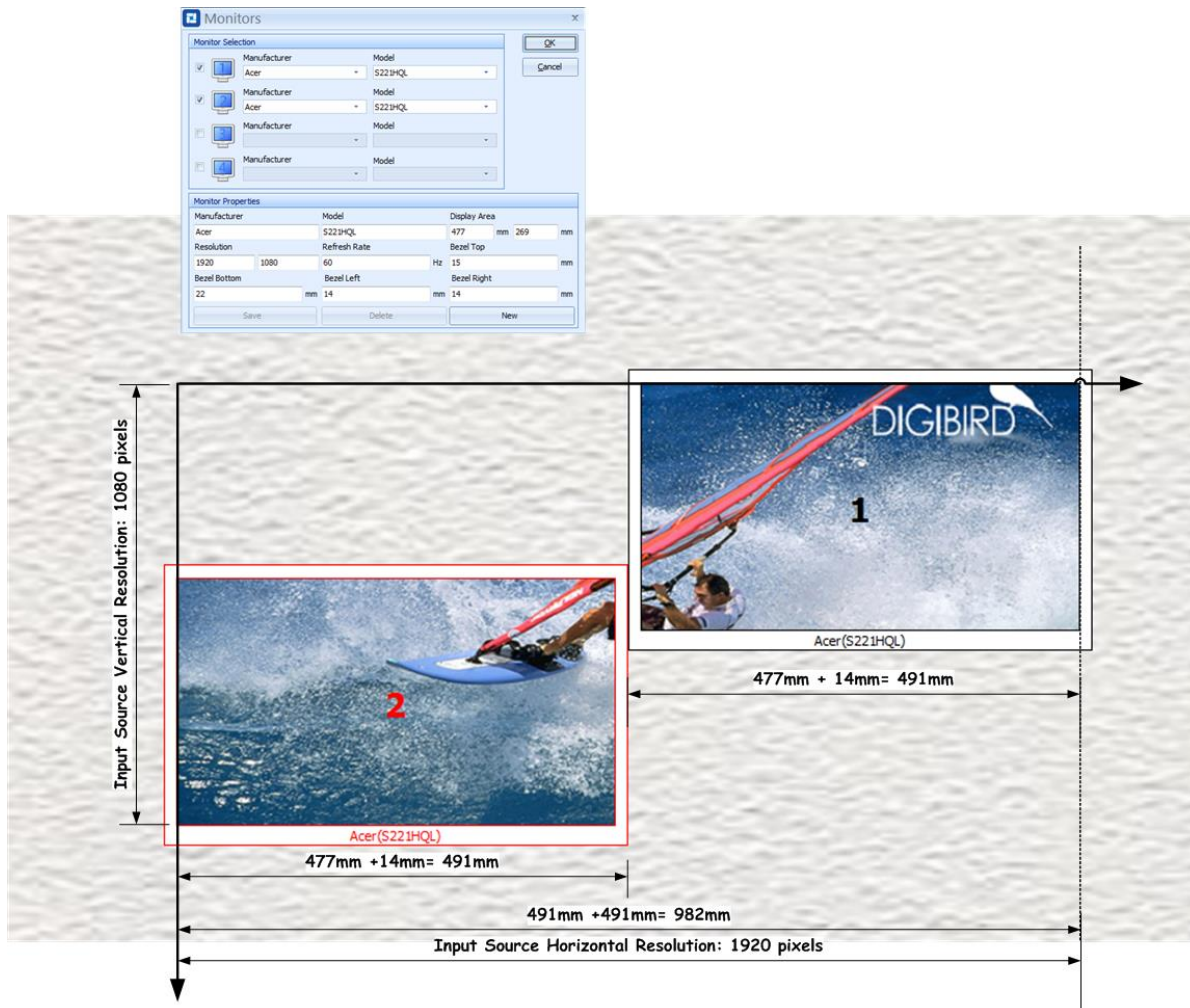 Monitors
Monitor Selection
OK
Manufacturer Model
1 Acer S221HQL
Cancel
Manufacturer Model
2 Acer S221HQL
Manufacturer Model
3
Manufacturer Model
4
Monitor Properties
Manufacturer Model Display Area
Acer S221HQL 477 mm 269 mm
Resolution Refresh Rate Bezel Top
1920 1080 60 Hz 15 mm
Bezel Bottom Bezel Left Bezel Right
22 mm 14 mm 14 mm
Save Delete New
Input Source Vertical Resolution: 1080 pixels
DIGIBIRD
1
Acer(S221HQL)
477mm + 14mm= 491mm
2
Acer(S221HQL)
477mm +14mm= 491mm
491mm +491mm= 982mm
Input Source Horizontal Resolution: 1920 pixels